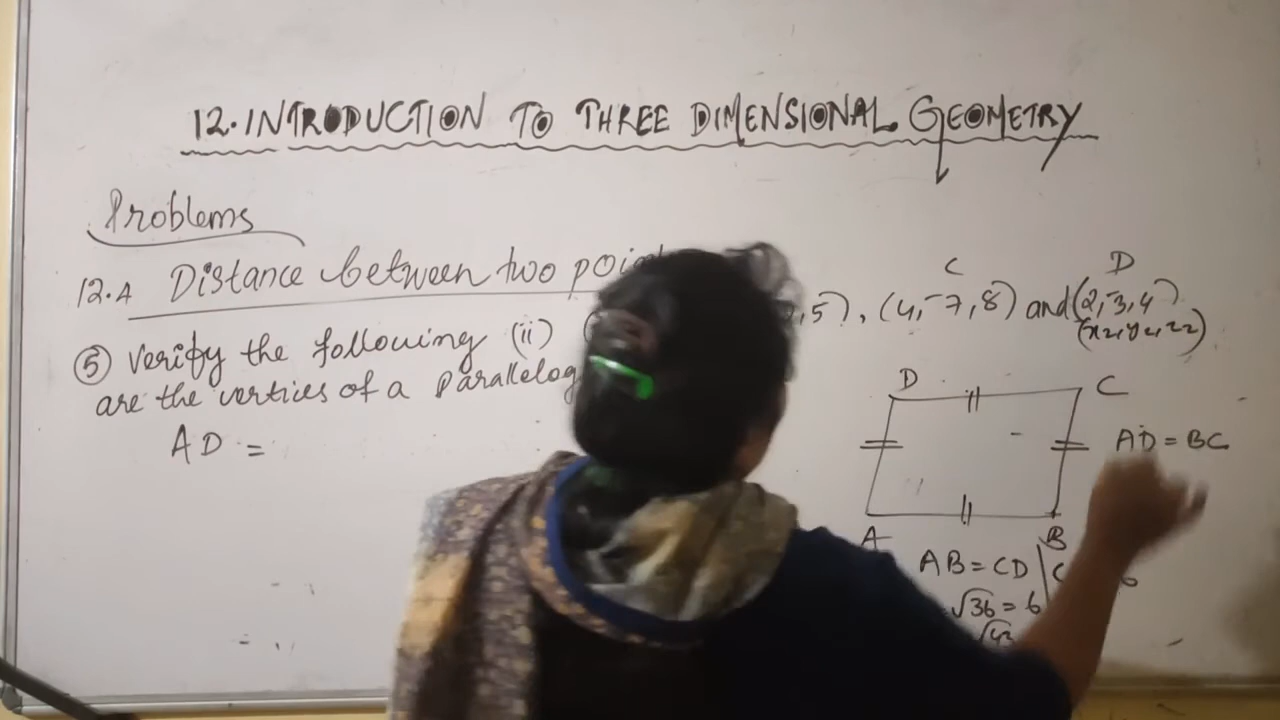 12. INTRODUCTION TO THREE DIMENSIONAL GEOMETRY
Problems
12.A Distance between two
C D
5), (4,-7,8) and (2,-3,4)
(x2,y2,z2)
⑤ Verify the following (ii)
are the vertices of a
AD =
D C
AD = BC
A B
AB = CD
√36 = 6